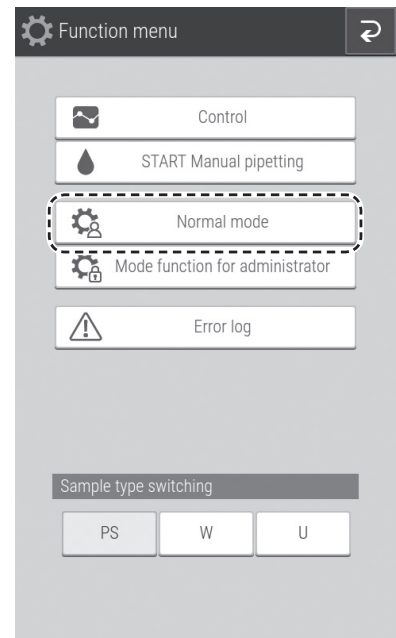 Function menu
Control
START Manual pipetting
Normal mode
Mode function for administrator
Error log
Sample type switching
PS W U